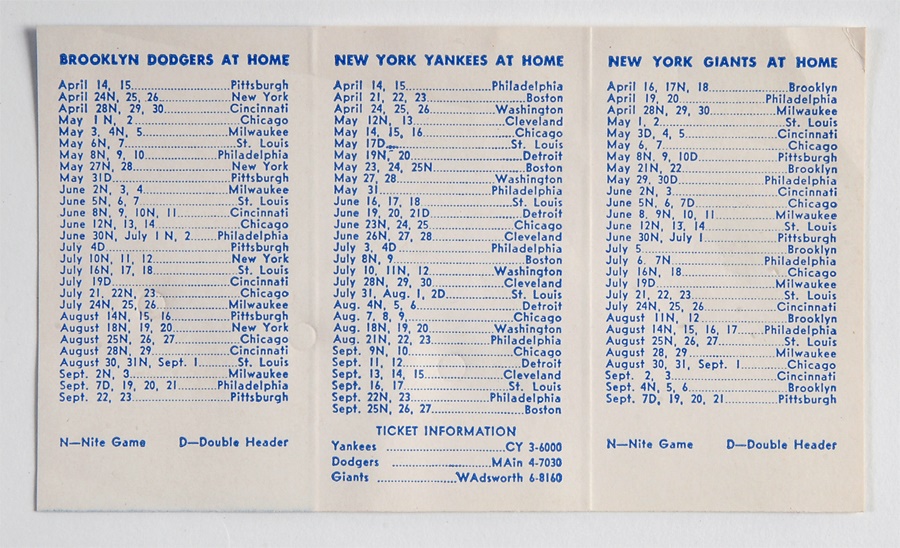 BROOKLYN DODGERS AT HOME
April 14, 15 Pittsburgh
April 24N, 25, 26 New York
April 28N, 29, 30 Cincinnati
May 1 N, 2 Chicago
May 3, 4N, 5 Milwaukee
May 6N, 7 St. Louis
May 8N, 9, 10 Philadelphia
May 27N, 28 New York
May 31D Pittsburgh
June 2N, 3, 4 Milwaukee
June 5N, 6, 7 St. Louis
June 8N, 9, 10N, 11 Cincinnati
June 12N, 13, 14 Chicago
June 30N, July 1 N, 2 Philadelphia
July 4D Pittsburgh
July 10N, 11, 12 New York
July 16N, 17, 18 St. Louis
July 19D Cincinnati
July 21, 22N, 23 Chicago
July 24N, 25, 26 Milwaukee
August 14N, 15, 16 Pittsburgh
August 18N, 19, 20 New York
August 25N, 26, 27 Chicago
August 28N, 29 Cincinnati
August 30, 31N, Sept. 1 St. Louis
Sept. 2N, 3 Milwaukee
Sept. 7D, 19, 20, 21 Philadelphia
Sept. 22, 23 Pittsburgh
N—Nite Game D—Double Header
NEW YORK YANKEES AT HOME
April 14, 15 Philadelphia
April 21, 22, 23 Boston
April 24, 25, 26 Washington
May 12N, 13 Cleveland
May 14, 15, 16 Chicago
May 17D St. Louis
May 19N, 20 Detroit
May 23, 24, 25N Boston
May 27, 28 Washington
May 31 Philadelphia
June 16, 17, 18 St. Louis
June 19, 20, 21D Detroit
June 23N, 24, 25 Chicago
June 26N, 27, 28 Cleveland
July 3, 4D Philadelphia
July 8N, 9 Boston
July 10, 11N, 12 Washington
July 28N, 29, 30 Cleveland
July 31, Aug. 1, 2D St. Louis
Aug. 4N, 5, 6 Detroit
Aug. 7, 8, 9 Chicago
Aug. 18N, 19, 20 Washington
Aug. 21N, 22, 23 Philadelphia
Sept. 9N, 10 Chicago
Sept. 11, 12 Detroit
Sept. 13, 14, 15 Cleveland
Sept. 16, 17 St. Louis
Sept. 22N, 23 Philadelphia
Sept. 25N, 26, 27 Boston
TICKET INFORMATION
Yankees CY 3-6000
Dodgers MAin 4-7030
Giants WAdsworth 6-8160
NEW YORK GIANTS AT HOME
April 16, 17N, 18 Brooklyn
April 19, 20 Philadelphia
April 28N, 29, 30 Milwaukee
May 1, 2 St. Louis
May 3D, 4, 5 Cincinnati
May 6, 7 Chicago
May 8N, 9, 10D Pittsburgh
May 21N, 22 Brooklyn
May 29, 30D Philadelphia
June 2N, 3 Cincinnati
June 5N, 6, 7D Chicago
June 8, 9N, 10, 11 Milwaukee
June 12N, 13, 14 St. Louis
June 30N, July 1 Pittsburgh
July 5 Brooklyn
July 6, 7N Philadelphia
July 16N, 18 Chicago
July 19D Milwaukee
July 21, 22, 23 St. Louis
July 24N, 25, 26 Cincinnati
August 11N, 12 Brooklyn
August 14N, 15, 16, 17 Philadelphia
August 25N, 26, 27 St. Louis
August 28, 29 Milwaukee
August 30, 31, Sept. 1 Chicago
Sept. 2, 3 Cincinnati
Sept. 4N, 5, 6 Brooklyn
Sept. 7D, 19, 20, 21 Pittsburgh
N—Nite Game D—Double Header